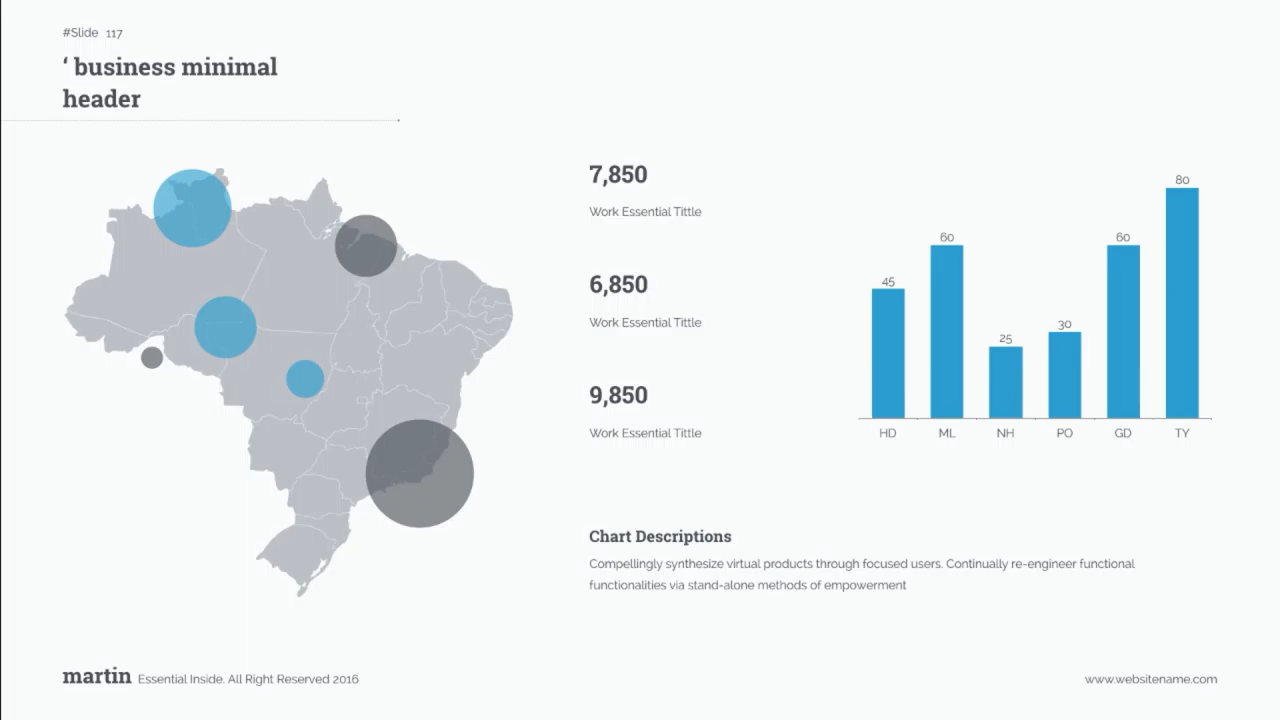 #Slide 117
‘ business minimal
header
7,850
Work Essential Tittle
6,850
Work Essential Tittle
9,850
Work Essential Tittle
45
60
25
30
60
80
HD ML NH PO GD TY
Chart Descriptions
Compellingly synthesize virtual products through focused users. Continually re-engineer functional
functionalities via stand-alone methods of empowerment
martin Essential Inside. All Right Reserved 2016
www.websitename.com